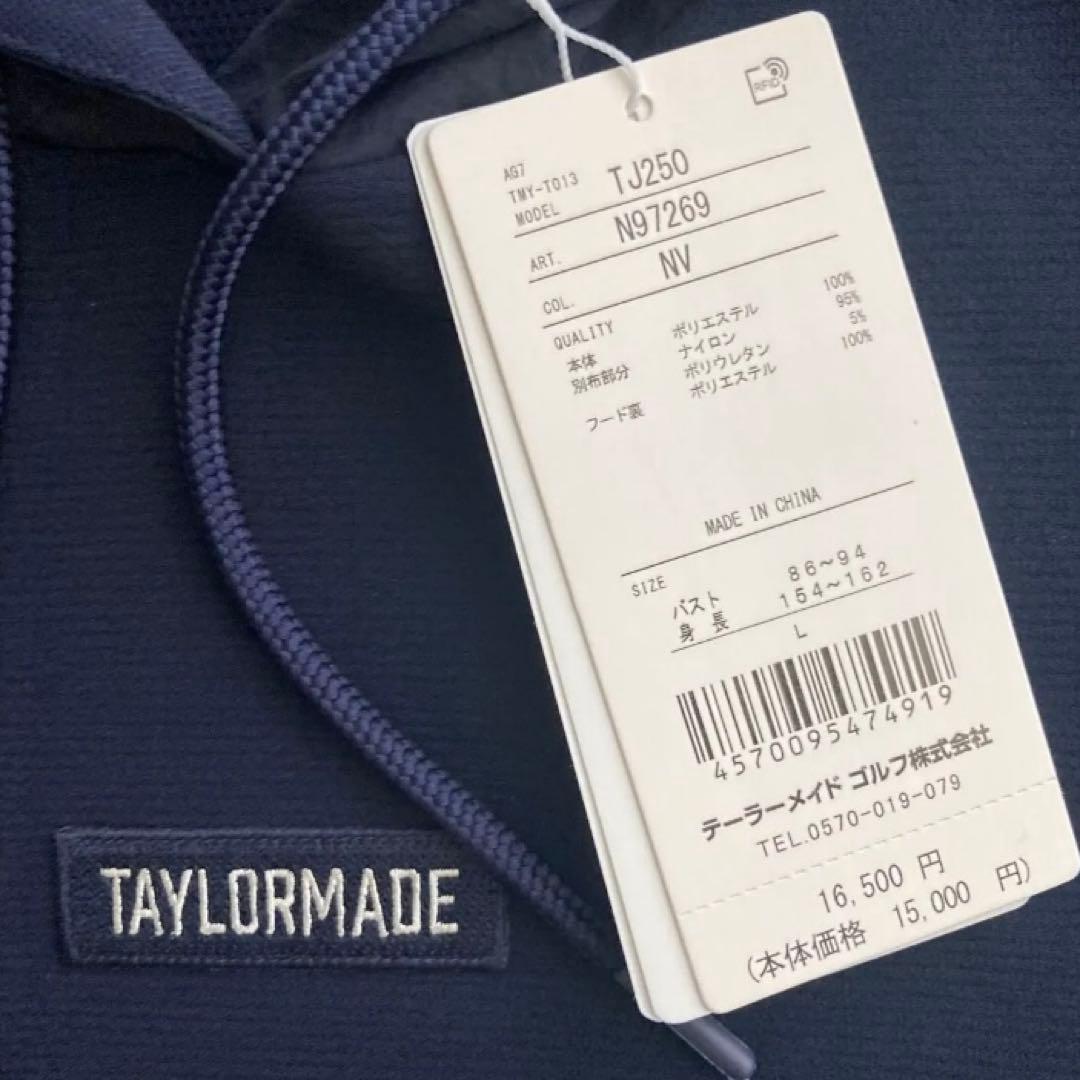 RFID
AG7
TMY-T013
MODEL TJ250
ART. N97269
COL. NV
QUALITY
本体 ポリエステル 100%
別布部分 ナイロン 95%
ポリウレタン 5%
フード裏 ポリエステル 100%
MADE IN CHINA
SIZE
バスト 86~94
身長 154~162
L
4570095474919
テーラーメイド ゴルフ株式会社
TEL.0570-019-079
16,500 円
(本体価格 15,000 円)
TAYLORMADE